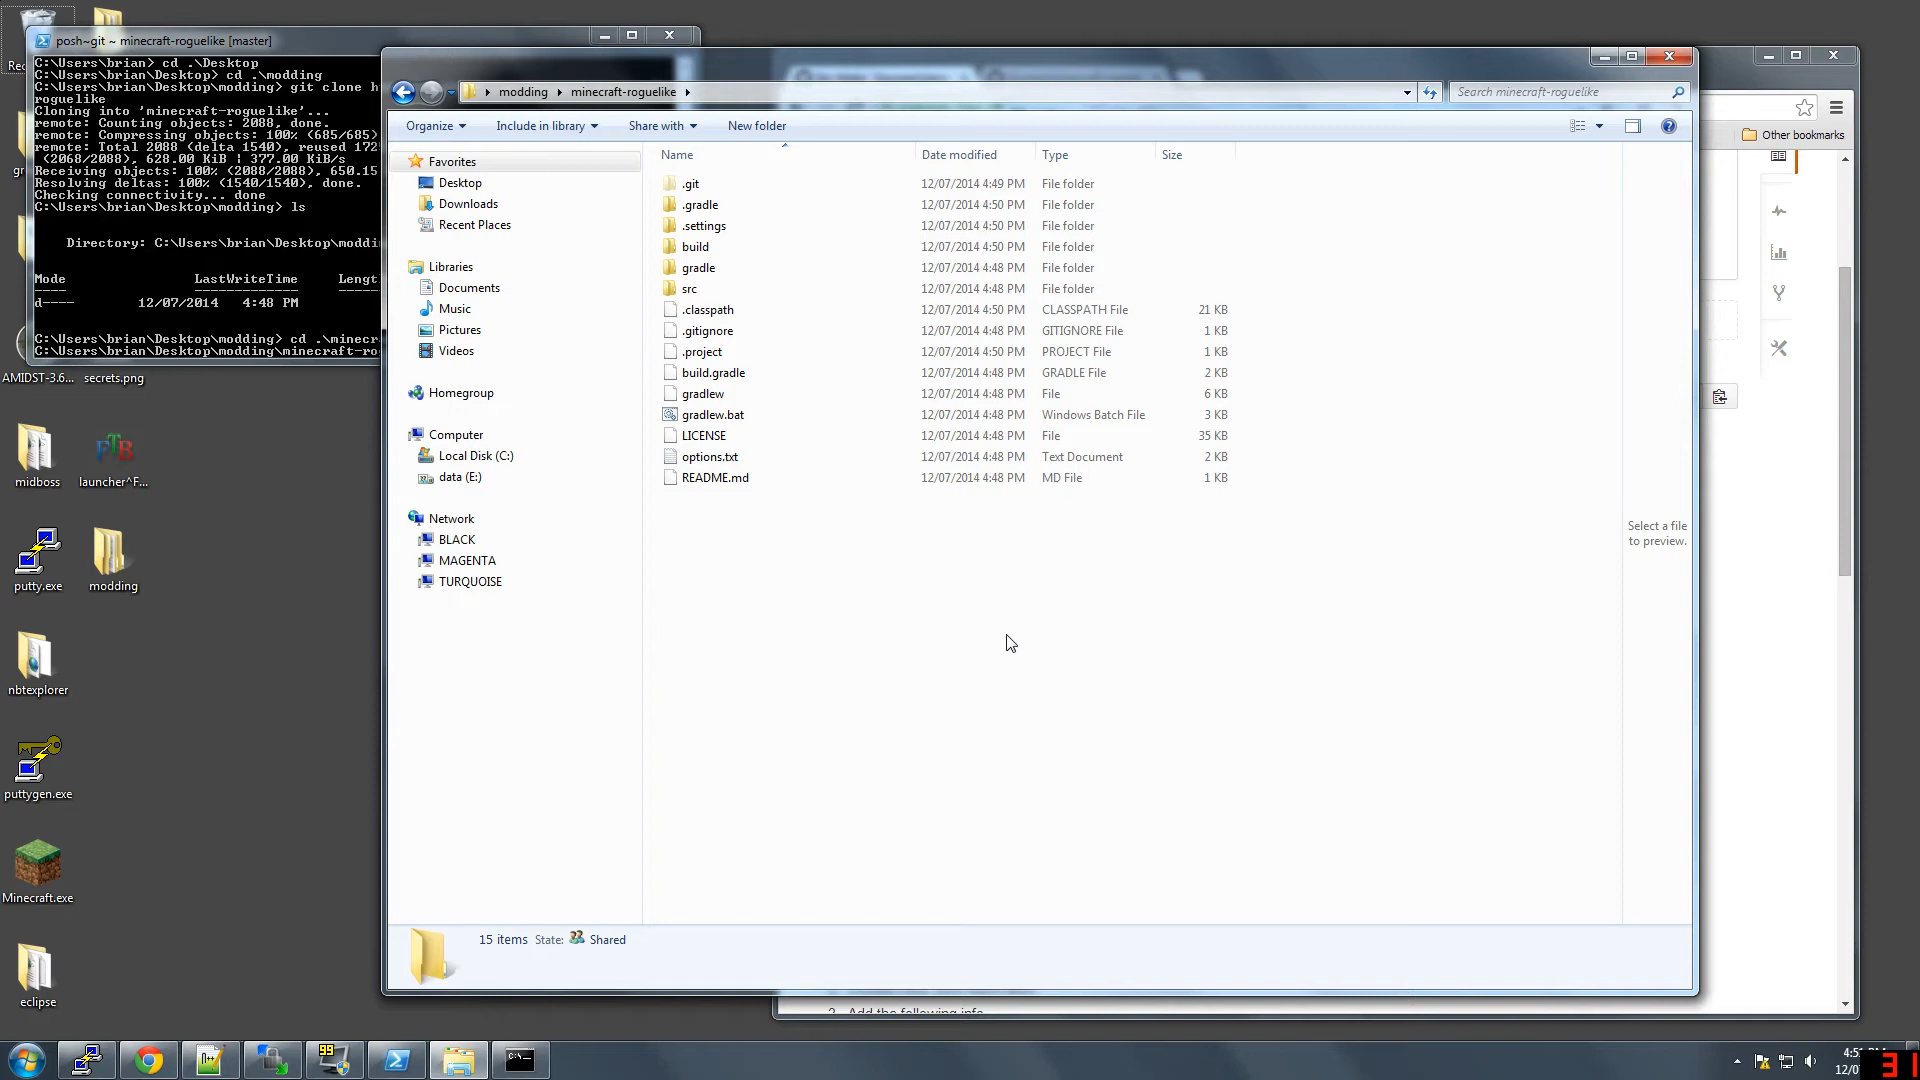 posh~git ~ minecraft-roguelike [master]
C:\Users\brian> cd .\Desktop
C:\Users\brian\Desktop> cd .\modding
C:\Users\brian\Desktop\modding> git clone
roguelike
Cloning into 'minecraft-roguelike'...
remote: Counting objects: 2088, done.
remote: Compressing objects: 100% (685/685)
remote: Total 2088 (delta 1540), reused
(2068/2088), 628.00 KiB | 377.00 KiB/s
Receiving objects: 100% (2088/2088), 650.15
Resolving deltas: 100% (1540/1540), done.
Checking connectivity... done
C:\Users\brian\Desktop\modding> ls
Directory: C:\Users\brian\Desktop\moddin
Mode LastWriteTime Lengt
---- ------------- -----
d---- 12/07/2014 4:48 PM
C:\Users\brian\Desktop\modding> cd .\minecr
C:\Users\brian\Desktop\modding\minecraft-ro
modding
minecraft-roguelike
Search minecraft-roguelike
Organize
Include in library
Share with
New folder
Name Date modified Type Size
.git 12/07/2014 4:49 PM File folder
.gradle 12/07/2014 4:50 PM File folder
.settings 12/07/2014 4:50 PM File folder
build 12/07/2014 4:50 PM File folder
gradle 12/07/2014 4:48 PM File folder
src 12/07/2014 4:48 PM File folder
.classpath 12/07/2014 4:50 PM CLASSPATH File 21 KB
.gitignore 12/07/2014 4:48 PM GITIGNORE File 1 KB
.project 12/07/2014 4:50 PM PROJECT File 1 KB
build.gradle 12/07/2014 4:48 PM GRADLE File 2 KB
gradlew 12/07/2014 4:48 PM File 6 KB
gradlew.bat 12/07/2014 4:48 PM Windows Batch File 3 KB
LICENSE 12/07/2014 4:48 PM File 35 KB
options.txt 12/07/2014 4:48 PM Text Document 2 KB
README.md 12/07/2014 4:48 PM MD File 1 KB
Favorites
Desktop
Downloads
Recent Places
Libraries
Documents
Music
Pictures
Videos
Homegroup
Computer
Local Disk (C:)
data (E:)
Network
BLACK
MAGENTA
TURQUOISE
Select a file
to preview.
15 items State: Shared
Other bookmarks
Add the following info
Rec
gr
AMIDST-3.6...
secrets.png
midboss
FTB
launcher^F...
putty.exe
modding
nbtexplorer
puttygen.exe
Minecraft.exe
eclipse
99
C:\.
12/07
31